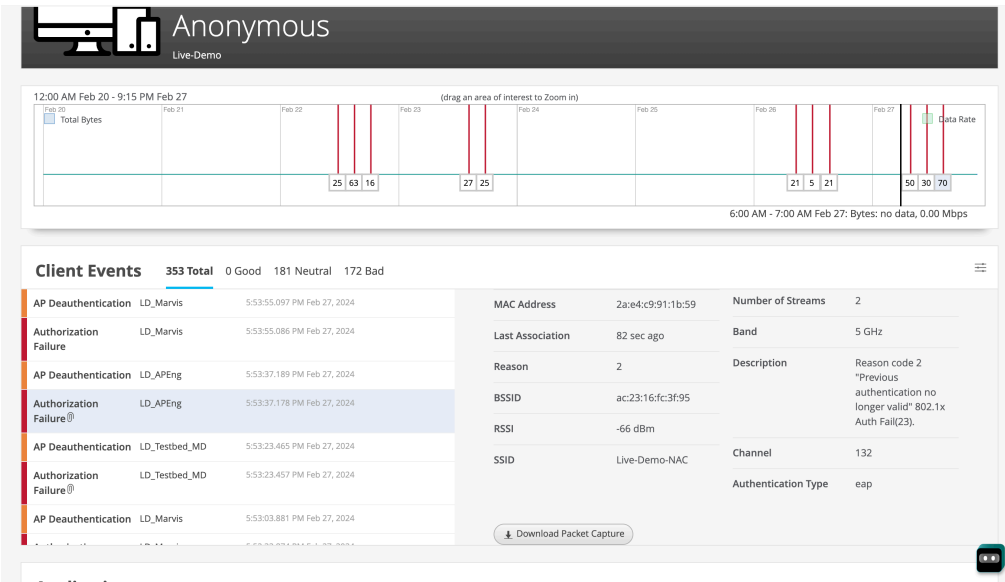 Anonymous
Live-Demo
12:00 AM Feb 20 - 9:15 PM Feb 27
(drag an area of interest to Zoom in)
Feb 20
Feb 21
Feb 22
Feb 23
Feb 24
Feb 25
Feb 26
Feb 27
Total Bytes
Data Rate
25 63 16 27 25 21 5 21 50 30 70
6:00 AM - 7:00 AM Feb 27: Bytes: no data, 0.00 Mbps
Client Events 353 Total 0 Good 181 Neutral 172 Bad
AP Deauthentication LD_Marvis 5:53:55.097 PM Feb 27, 2024
Authorization LD_Marvis 5:53:55.086 PM Feb 27, 2024
Failure
AP Deauthentication LD_APEng 5:53:37.189 PM Feb 27, 2024
Authorization LD_APEng 5:53:37.178 PM Feb 27, 2024
Failure
AP Deauthentication LD_Testbed_MD 5:53:23.465 PM Feb 27, 2024
Authorization LD_Testbed_MD 5:53:23.457 PM Feb 27, 2024
Failure
AP Deauthentication LD_Marvis 5:53:03.881 PM Feb 27, 2024
MAC Address 2a:e4:c9:91:1b:59
Last Association 82 sec ago
Reason 2
BSSID ac:23:16:fc:3f:95
RSSI -66 dBm
SSID Live-Demo-NAC
Download Packet Capture
Number of Streams 2
Band 5 GHz
Description Reason code 2
"Previous
authentication no
longer valid" 802.1x
Auth Fail(23).
Channel 132
Authentication Type eap